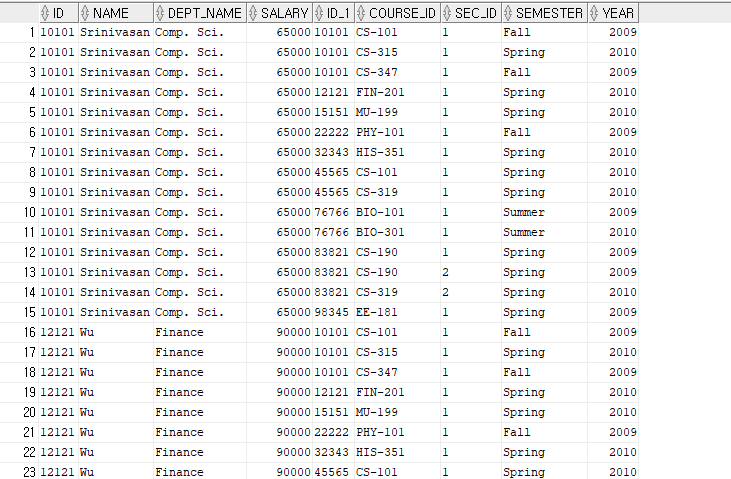 ID NAME DEPT_NAME SALARY ID_1 COURSE_ID SEC_ID SEMESTER YEAR
1 10101 Srinivasan Comp. Sci. 65000 10101 CS-101 1 Fall 2009
2 10101 Srinivasan Comp. Sci. 65000 10101 CS-315 1 Spring 2010
3 10101 Srinivasan Comp. Sci. 65000 10101 CS-347 1 Fall 2009
4 10101 Srinivasan Comp. Sci. 65000 12121 FIN-201 1 Spring 2010
5 10101 Srinivasan Comp. Sci. 65000 15151 MU-199 1 Spring 2010
6 10101 Srinivasan Comp. Sci. 65000 22222 PHY-101 1 Fall 2009
7 10101 Srinivasan Comp. Sci. 65000 32343 HIS-351 1 Spring 2010
8 10101 Srinivasan Comp. Sci. 65000 45565 CS-101 1 Spring 2010
9 10101 Srinivasan Comp. Sci. 65000 45565 CS-319 1 Spring 2010
10 10101 Srinivasan Comp. Sci. 65000 76766 BIO-101 1 Summer 2009
11 10101 Srinivasan Comp. Sci. 65000 76766 BIO-301 1 Summer 2010
12 10101 Srinivasan Comp. Sci. 65000 83821 CS-190 1 Spring 2009
13 10101 Srinivasan Comp. Sci. 65000 83821 CS-190 2 Spring 2009
14 10101 Srinivasan Comp. Sci. 65000 83821 CS-319 2 Spring 2010
15 10101 Srinivasan Comp. Sci. 65000 98345 EE-181 1 Spring 2009
16 12121 Wu Finance 90000 10101 CS-101 1 Fall 2009
17 12121 Wu Finance 90000 10101 CS-315 1 Spring 2010
18 12121 Wu Finance 90000 10101 CS-347 1 Fall 2009
19 12121 Wu Finance 90000 12121 FIN-201 1 Spring 2010
20 12121 Wu Finance 90000 15151 MU-199 1 Spring 2010
21 12121 Wu Finance 90000 22222 PHY-101 1 Fall 2009
22 12121 Wu Finance 90000 32343 HIS-351 1 Spring 2010
23 12121 Wu Finance 90000 45565 CS-101 1 Spring 2010